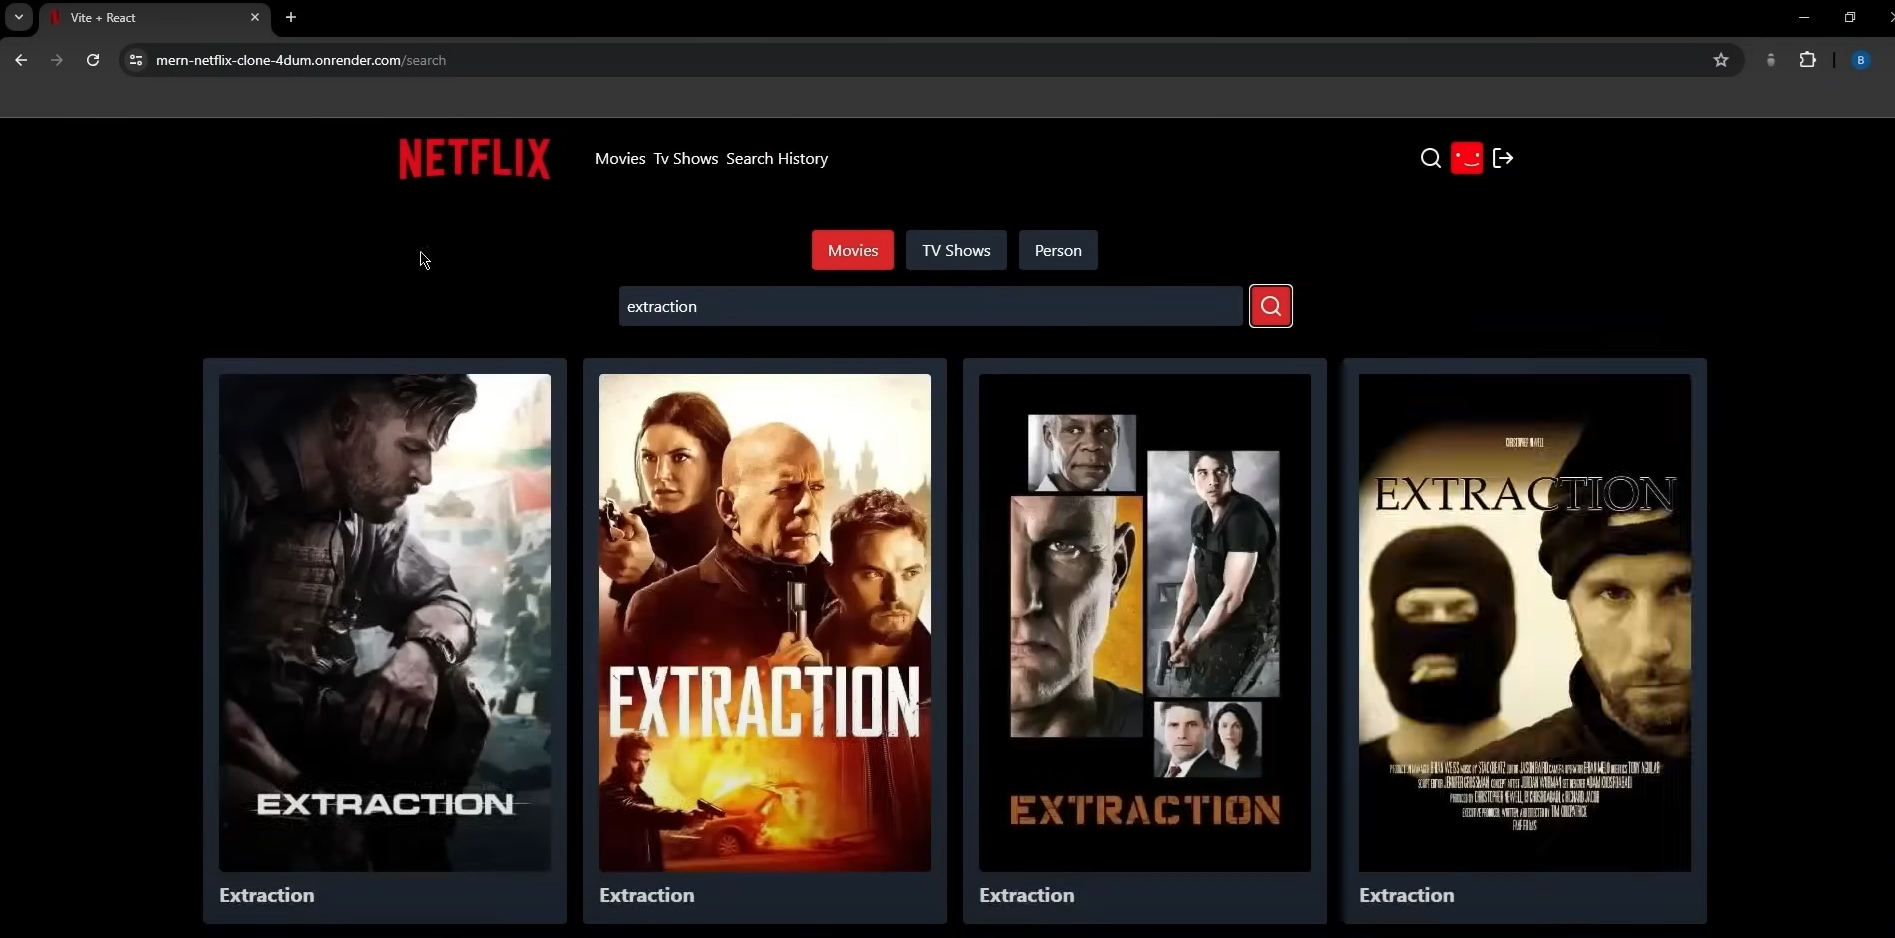 Vite + React
mern-netflix-clone-4dum.onrender.com/search
B
NETFLIX
Movies Tv Shows Search History
Movies TV Shows Person
extraction
EXTRACTION
EXTRACTION
EXTRACTION
EXTRACTION
Extraction
Extraction
Extraction
Extraction